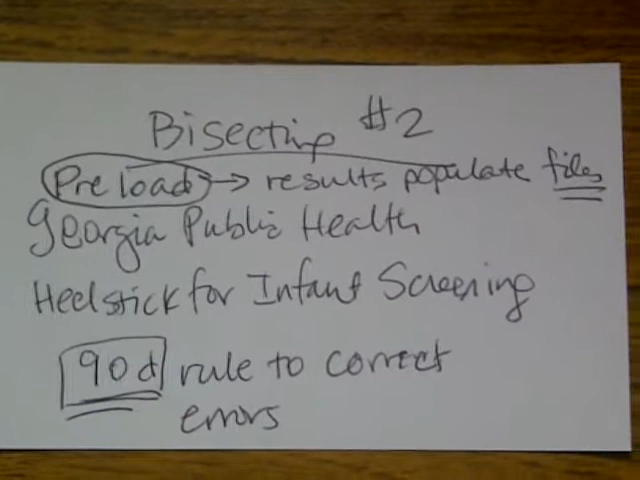 Bisecting #2
Preload → results populate files
Georgia Public Health
Heelstick for Infant Screening
90d rule to correct
errors